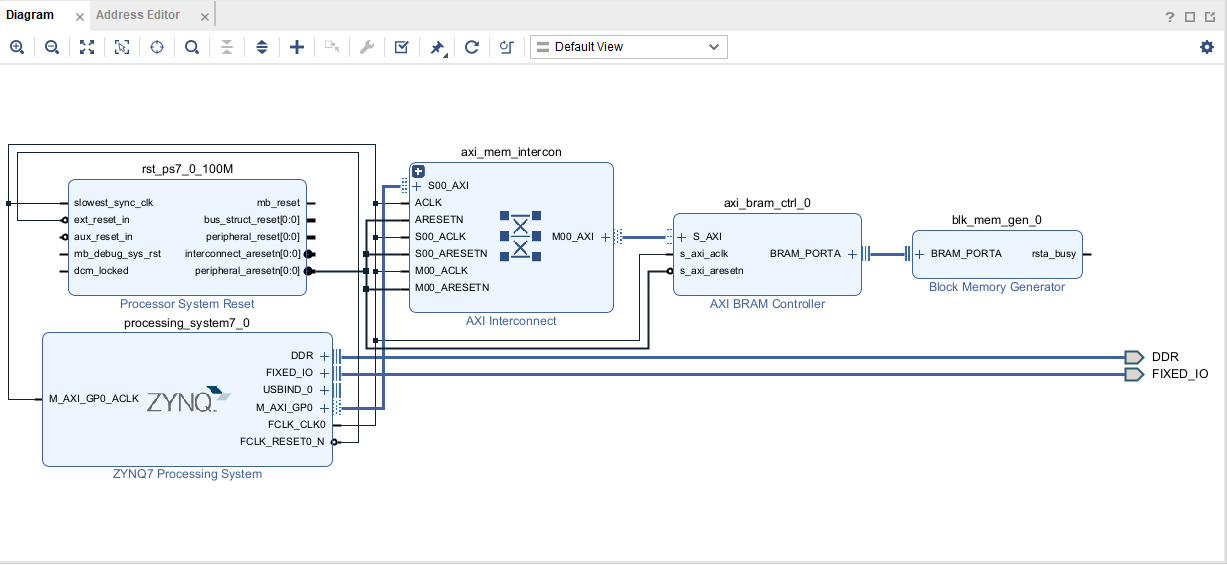 Diagram
Address Editor
Default View
rst_ps7_0_100M
slowest_sync_clk
ext_reset_in
aux_reset_in
mb_debug_sys_rst
dcm_locked
mb_reset
bus_struct_reset[0:0]
peripheral_reset[0:0]
interconnect_aresetn[0:0]
peripheral_aresetn[0:0]
Processor System Reset
processing_system7_0
M_AXI_GP0_ACLK
ZYNQ
DDR
FIXED_IO
USBIND_0
M_AXI_GP0
FCLK_CLK0
FCLK_RESET0_N
ZYNQ7 Processing System
axi_mem_intercon
S00_AXI
ACLK
ARESETN
S00_ACLK
S00_ARESETN
M00_ACLK
M00_ARESETN
M00_AXI
AXI Interconnect
axi_bram_ctrl_0
S_AXI
s_axi_aclk
s_axi_aresetn
BRAM_PORTA
AXI BRAM Controller
blk_mem_gen_0
BRAM_PORTA
rsta_busy
Block Memory Generator
DDR
FIXED_IO